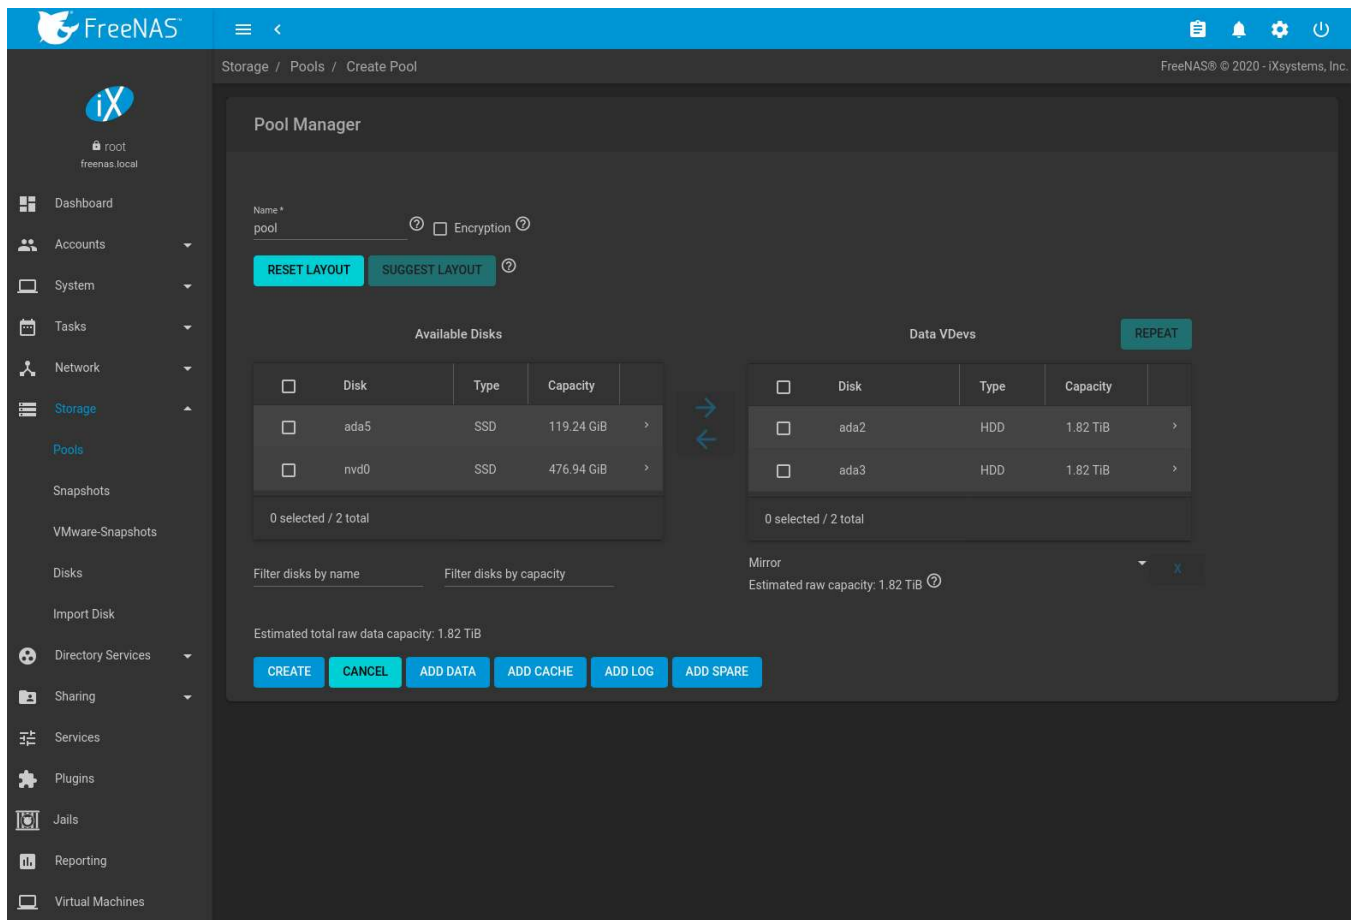 FreeNAS®
Storage / Pools / Create Pool
FreeNAS® © 2020 - iXsystems, Inc.
iX
root
freenas.local
Dashboard
Accounts
System
Tasks
Network
Storage
Pools
Snapshots
VMware-Snapshots
Disks
Import Disk
Directory Services
Sharing
Services
Plugins
Jails
Reporting
Virtual Machines
Pool Manager
Name *
pool
Encryption
RESET LAYOUT SUGGEST LAYOUT
Available Disks
Disk Type Capacity
ada5 SSD 119.24 GiB
nvd0 SSD 476.94 GiB
0 selected / 2 total
Filter disks by name Filter disks by capacity
Data VDevs REPEAT
Disk Type Capacity
ada2 HDD 1.82 TiB
ada3 HDD 1.82 TiB
0 selected / 2 total
Mirror X
Estimated raw capacity: 1.82 TiB
Estimated total raw data capacity: 1.82 TiB
CREATE CANCEL ADD DATA ADD CACHE ADD LOG ADD SPARE